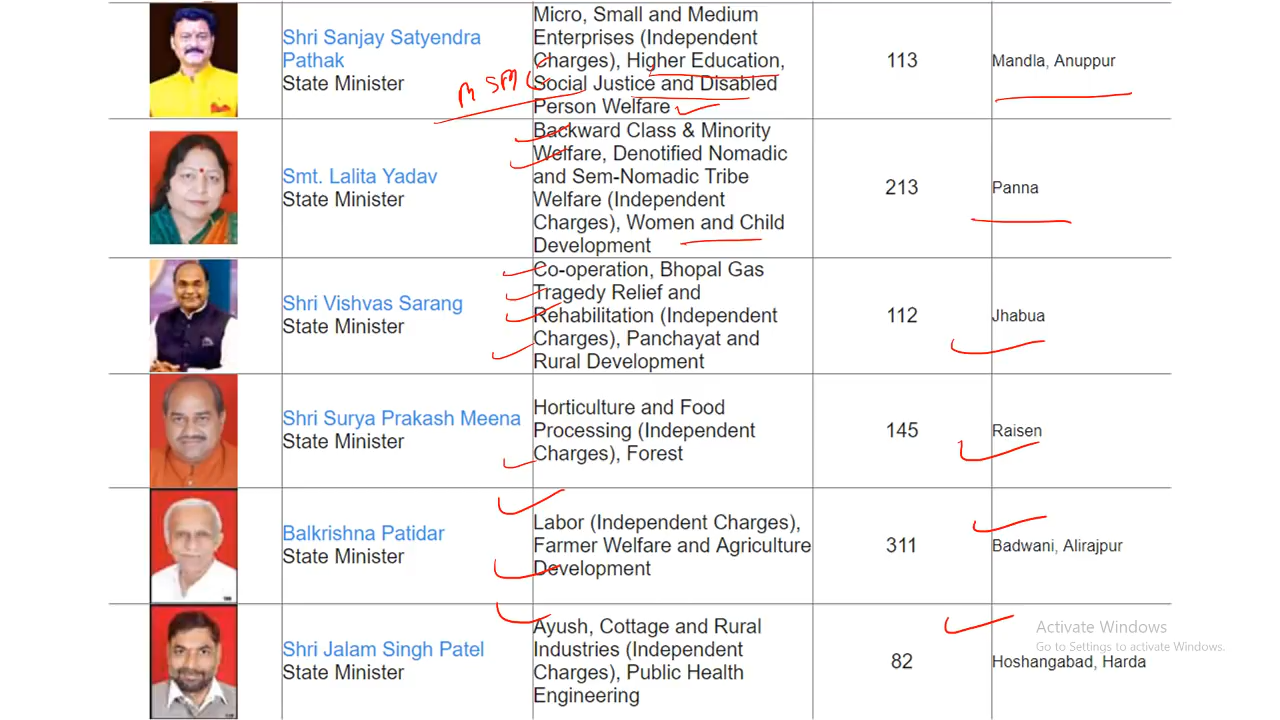 Shri Sanjay Satyendra
Pathak
State Minister
Micro, Small and Medium
Enterprises (Independent
Charges), Higher Education,
Social Justice and Disabled
Person Welfare
113
Mandla, Anuppur
M SM
Smt. Lalita Yadav
State Minister
Backward Class & Minority
Welfare, Denotified Nomadic
and Sem-Nomadic Tribe
Welfare (Independent
Charges), Women and Child
Development
213
Panna
Shri Vishvas Sarang
State Minister
Co-operation, Bhopal Gas
Tragedy Relief and
Rehabilitation (Independent
Charges), Panchayat and
Rural Development
112
Jhabua
Shri Surya Prakash Meena
State Minister
Horticulture and Food
Processing (Independent
Charges), Forest
145
Raisen
Balkrishna Patidar
State Minister
Labor (Independent Charges),
Farmer Welfare and Agriculture
Development
311
Badwani, Alirajpur
Shri Jalam Singh Patel
State Minister
Ayush, Cottage and Rural
Industries (Independent
Charges), Public Health
Engineering
82
Hoshangabad, Harda
Activate Windows
Go to Settings to activate Windows.